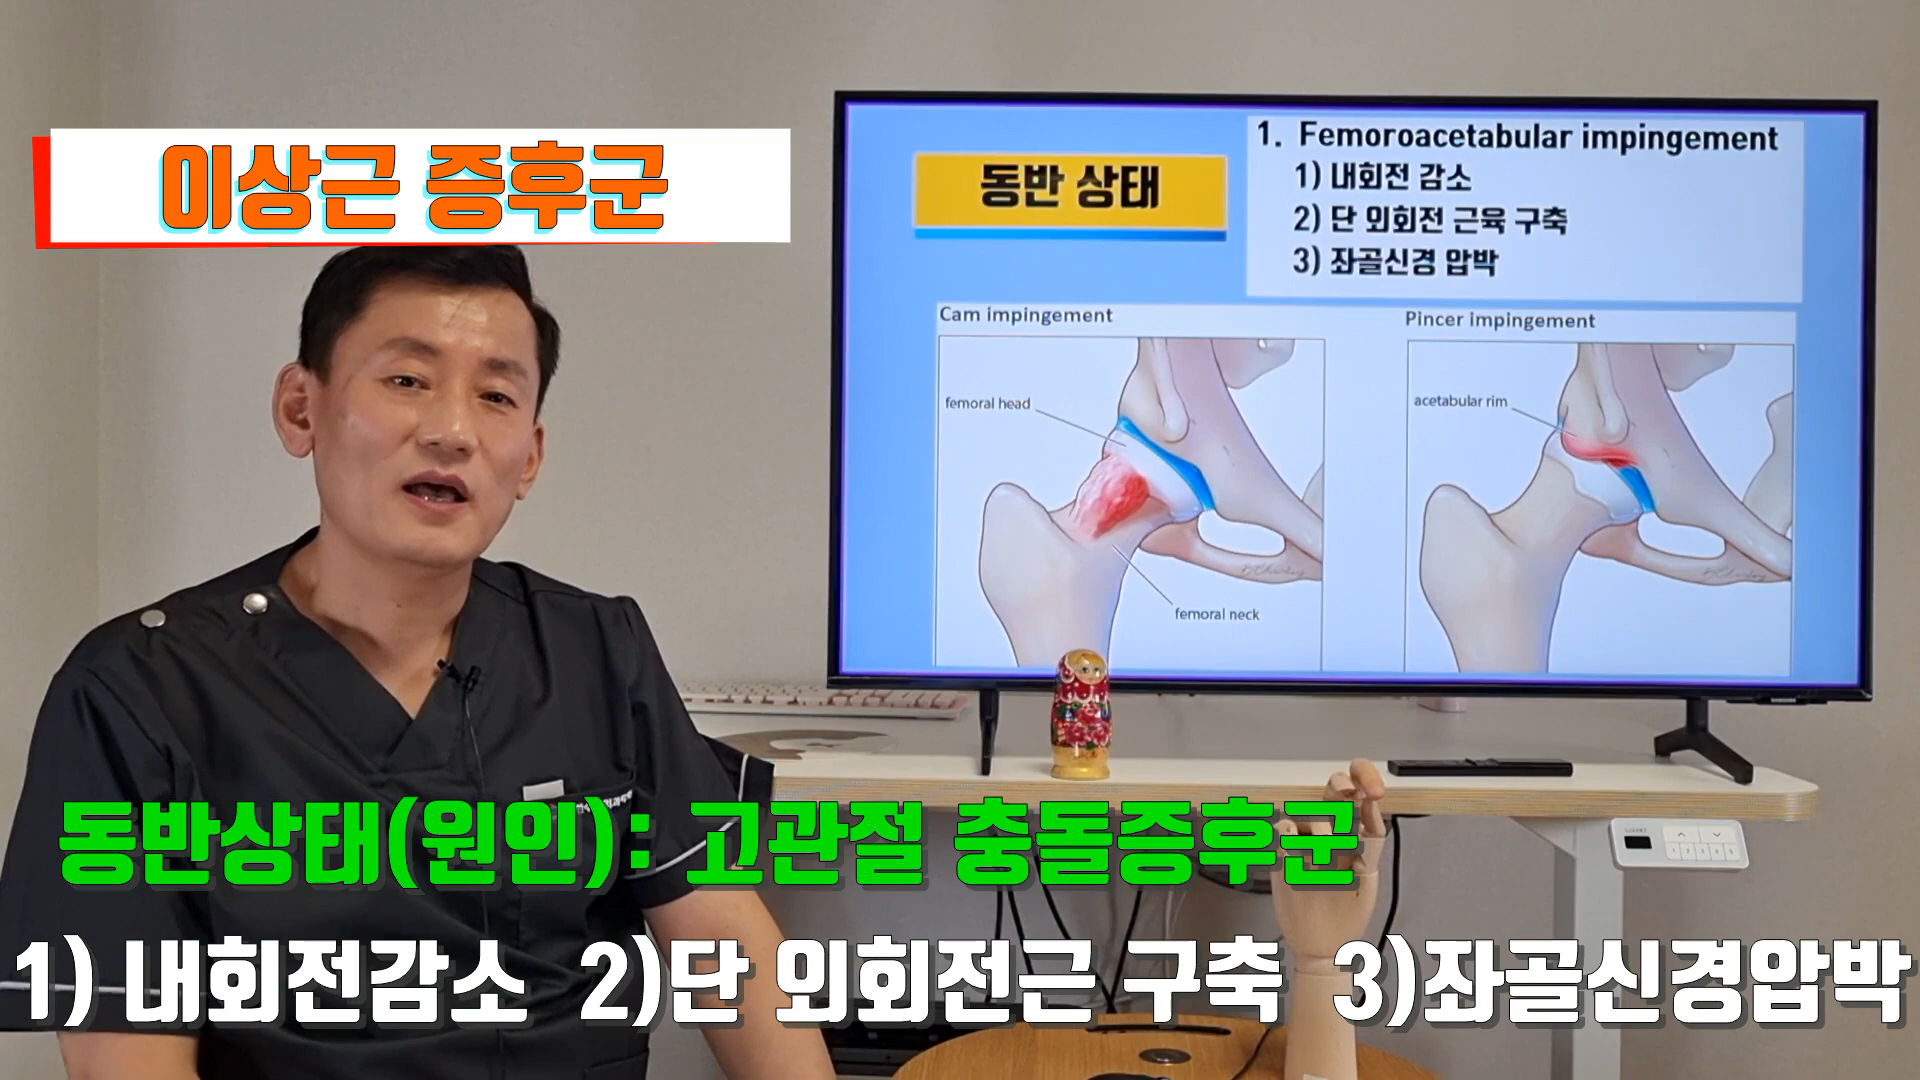 이상근 증후군
동반 상태
1. Femoroacetabular impingement
1) 내회전 감소
2) 단 외회전 근육 구축
3) 좌골신경 압박
Cam impingement
femoral head
femoral neck
Pincer impingement
acetabular rim
동반상태(원인): 고관절 충돌증후군
1) 내회전감소 2)단 외회전근 구축 3)좌골신경압박